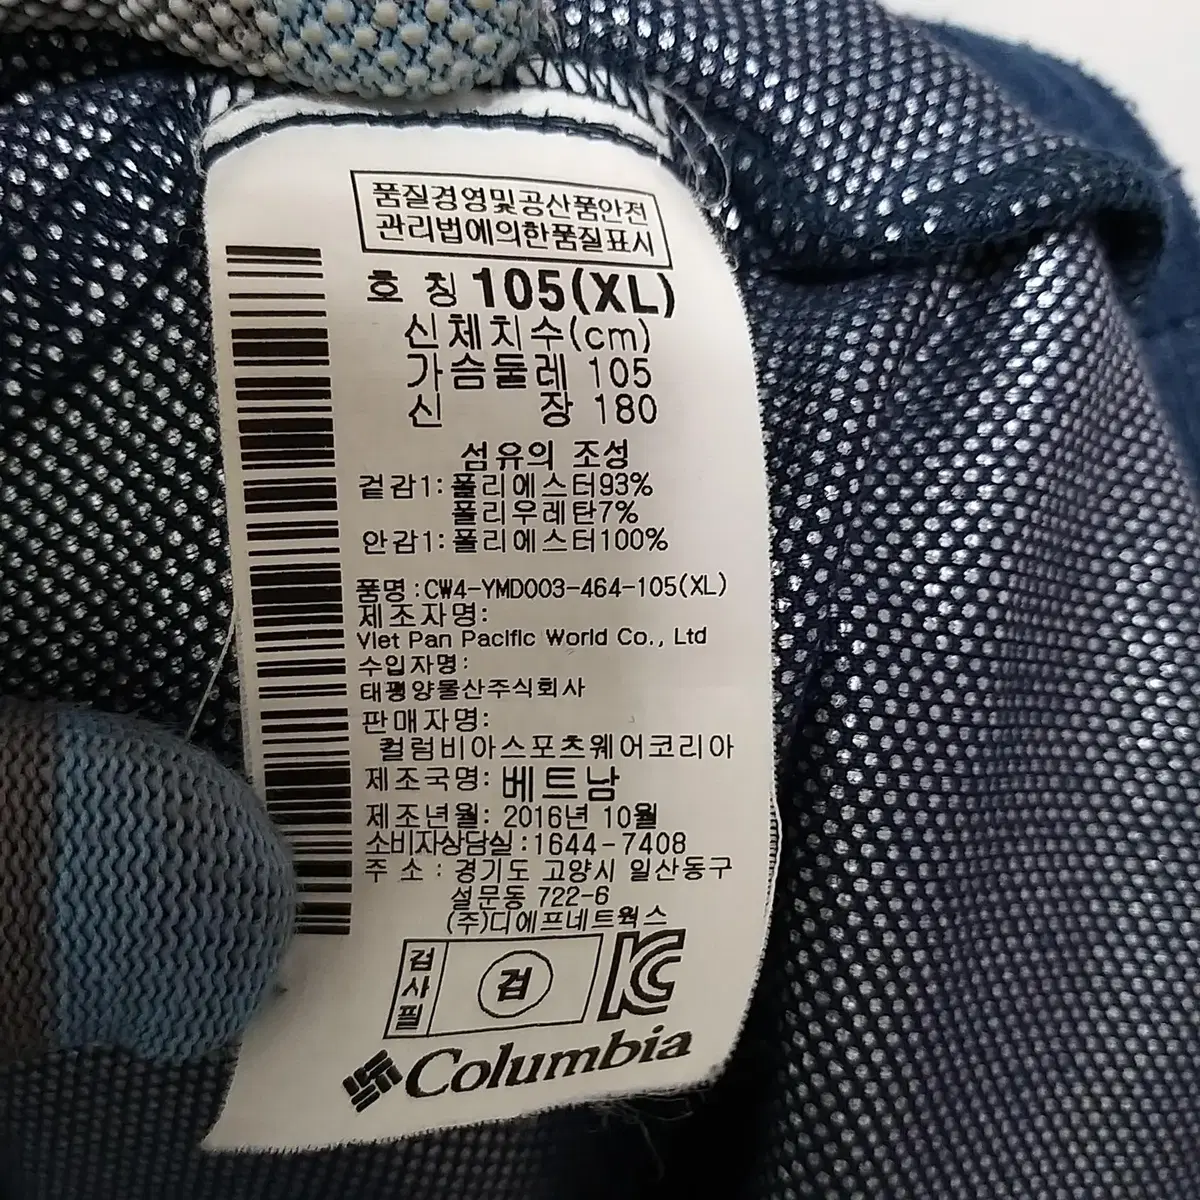 품질경영및공산품안전
관리법에의한품질표시
호 칭 105(XL)
신체치수(cm)
가슴둘레 105
신 장 180
섬유의 조성
겉감1:폴리에스터93%
폴리우레탄7%
안감1:폴리에스터100%
품명:CW4-YMD003-464-105(XL)
제조자명:
Viet Pan Pacific World Co., Ltd
수입자명:
태평양물산주식회사
판매자명:
컬럼비아스포츠웨어코리아
제조국명: 베트남
제조년월: 2016년 10월
소비자상담실:1644-7408
주 소 : 경기도 고양시 일산동구
설문동 722-6
(주)디에프네트웍스
검사필
검
KC
Columbia